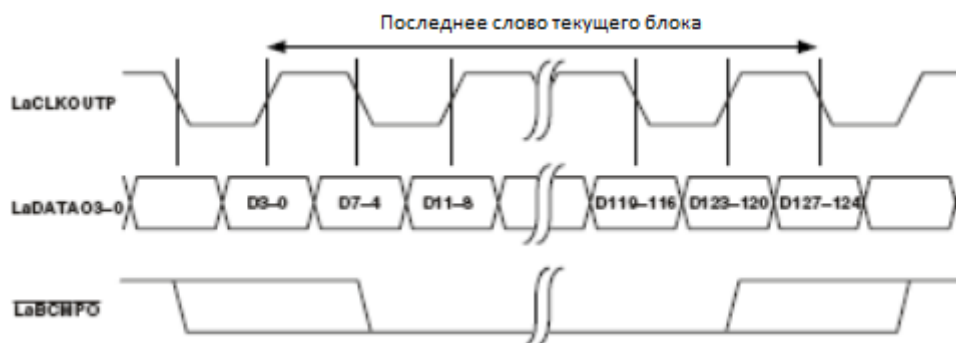 Последнее слово текущего блока
LaCLKOUTP
LaDATAO3–0 D3–0 D7–4 D11–8 D119–116 D123–120 D127–124
LaBCMPO